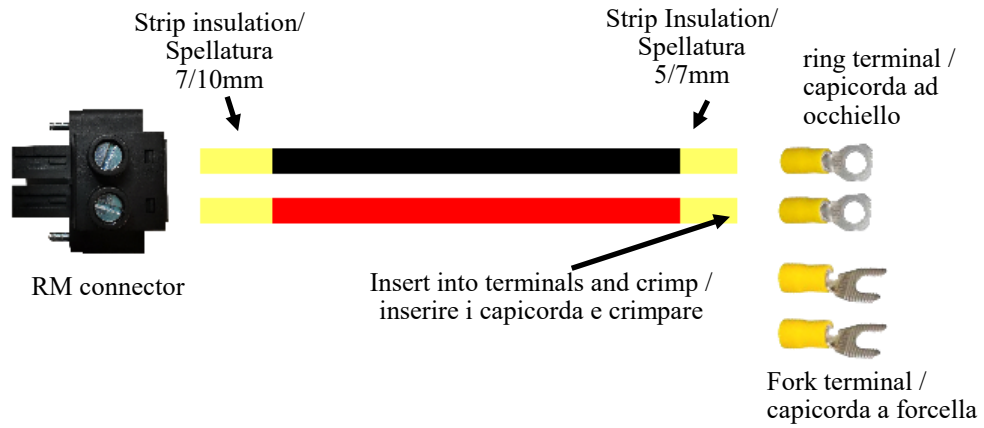 Strip insulation/
Spellatura
7/10mm
Strip Insulation/
Spellatura
5/7mm
ring terminal /
capicorda ad
occhiello
RM connector
Insert into terminals and crimp /
inserire i capicorda e crimpare
Fork terminal /
capicorda a forcella